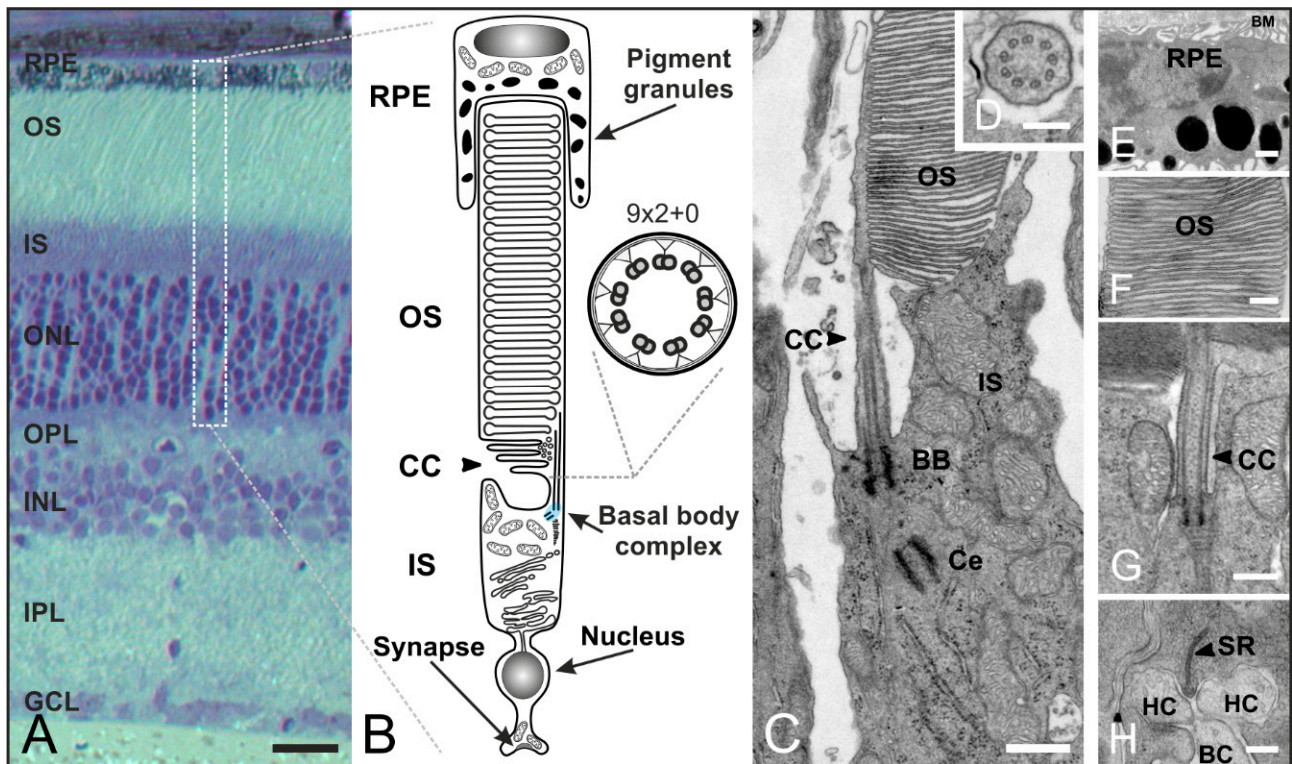 RPE
OS
IS
ONL
OPL
INL
IPL
GCL
A
B
RPE
Pigment
granules
9x2+0
OS
CC
Basal body
complex
IS
Synapse
Nucleus
C
OS
CC
IS
BB
Ce
D
BM
RPE
E
OS
F
CC
G
SR
HC
HC
BC
H